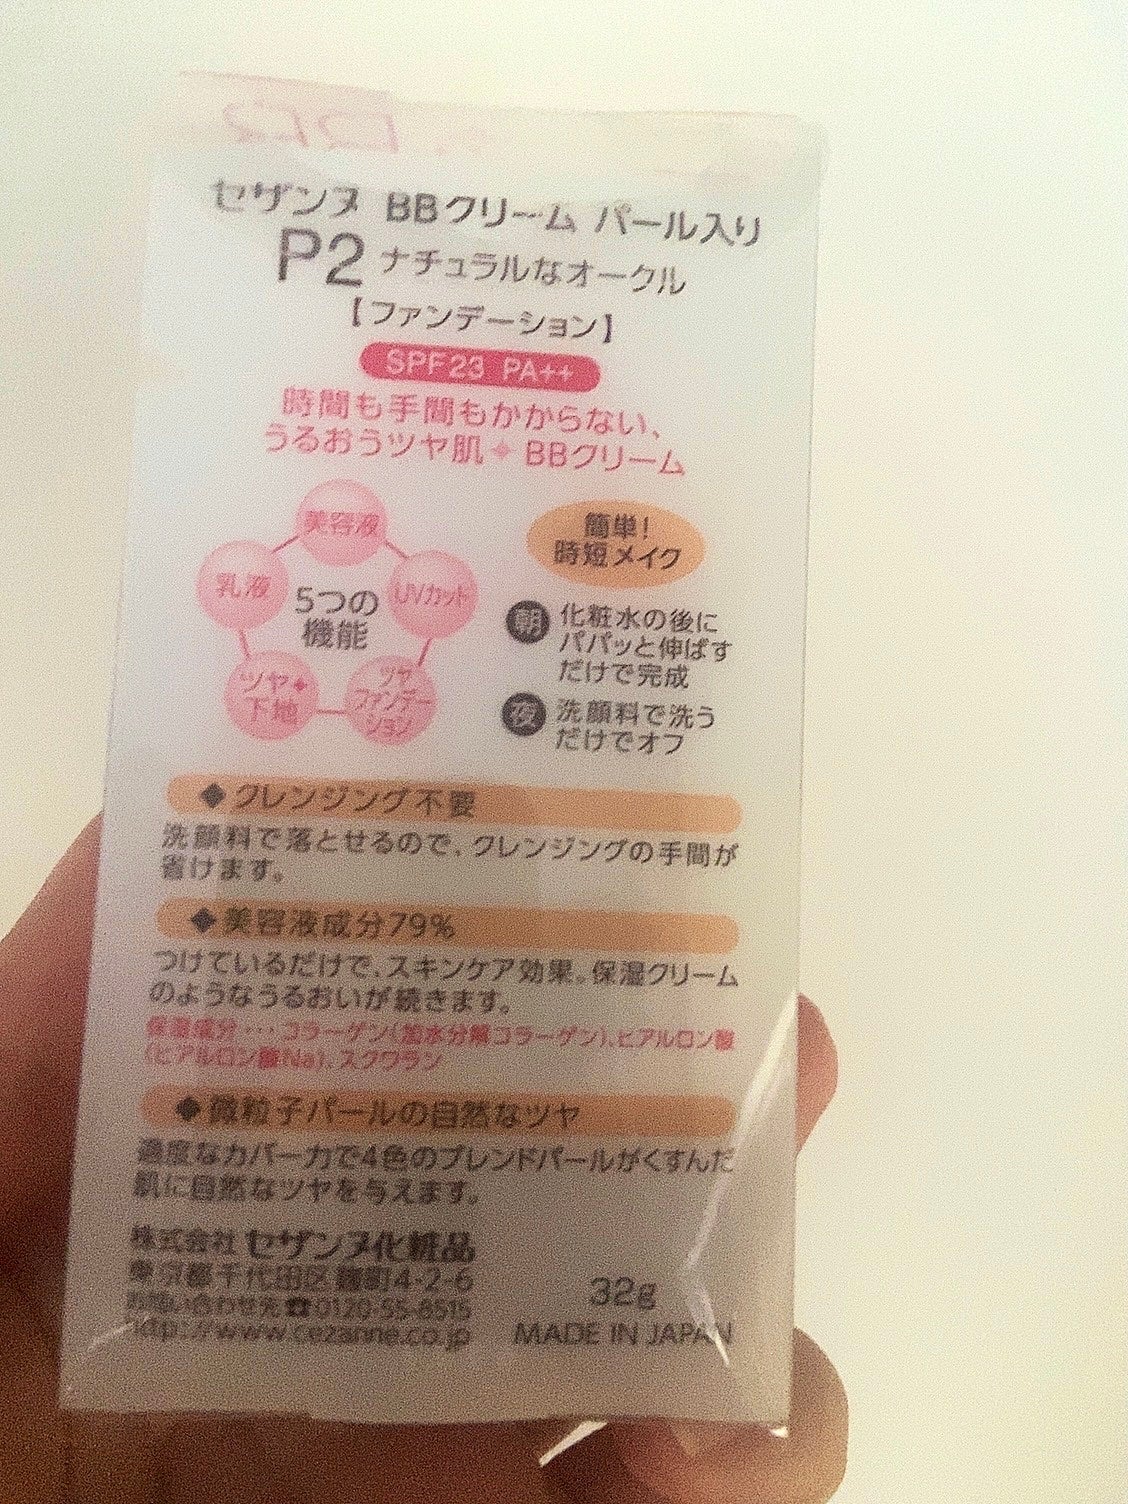 セザンヌ BBクリーム パール入り
P2 ナチュラルなオークル
【ファンデーション】
SPF23 PA++
時間も手間もかからない、
うるおうツヤ肌✦BBクリーム
美容液
乳液
UVカット
5つの
機能
ツヤ✦
下地
ツヤ
ファンデー
ション
簡単!
時短メイク
朝 化粧水の後に
パパッと伸ばす
だけで完成
夜 洗顔料で洗う
だけでオフ
◆クレンジング不要
洗顔料で落とせるので、クレンジングの手間が
省けます。
◆美容液成分79%
つけているだけで、スキンケア効果。保湿クリーム
のようなうるおいが続きます。
保湿成分…コラーゲン(加水分解コラーゲン)、ヒアルロン酸
(ヒアルロン酸Na)、スクワラン
◆微粒子パールの自然なツヤ
適度なカバー力で4色のブレンドパールがくすんだ
肌に自然なツヤを与えます。
株式会社 セザンヌ化粧品
東京都千代田区麹町4-2-6
お問い合わせ先☎0120-55-8515
http://www.cezanne.co.jp
32g
MADE IN JAPAN